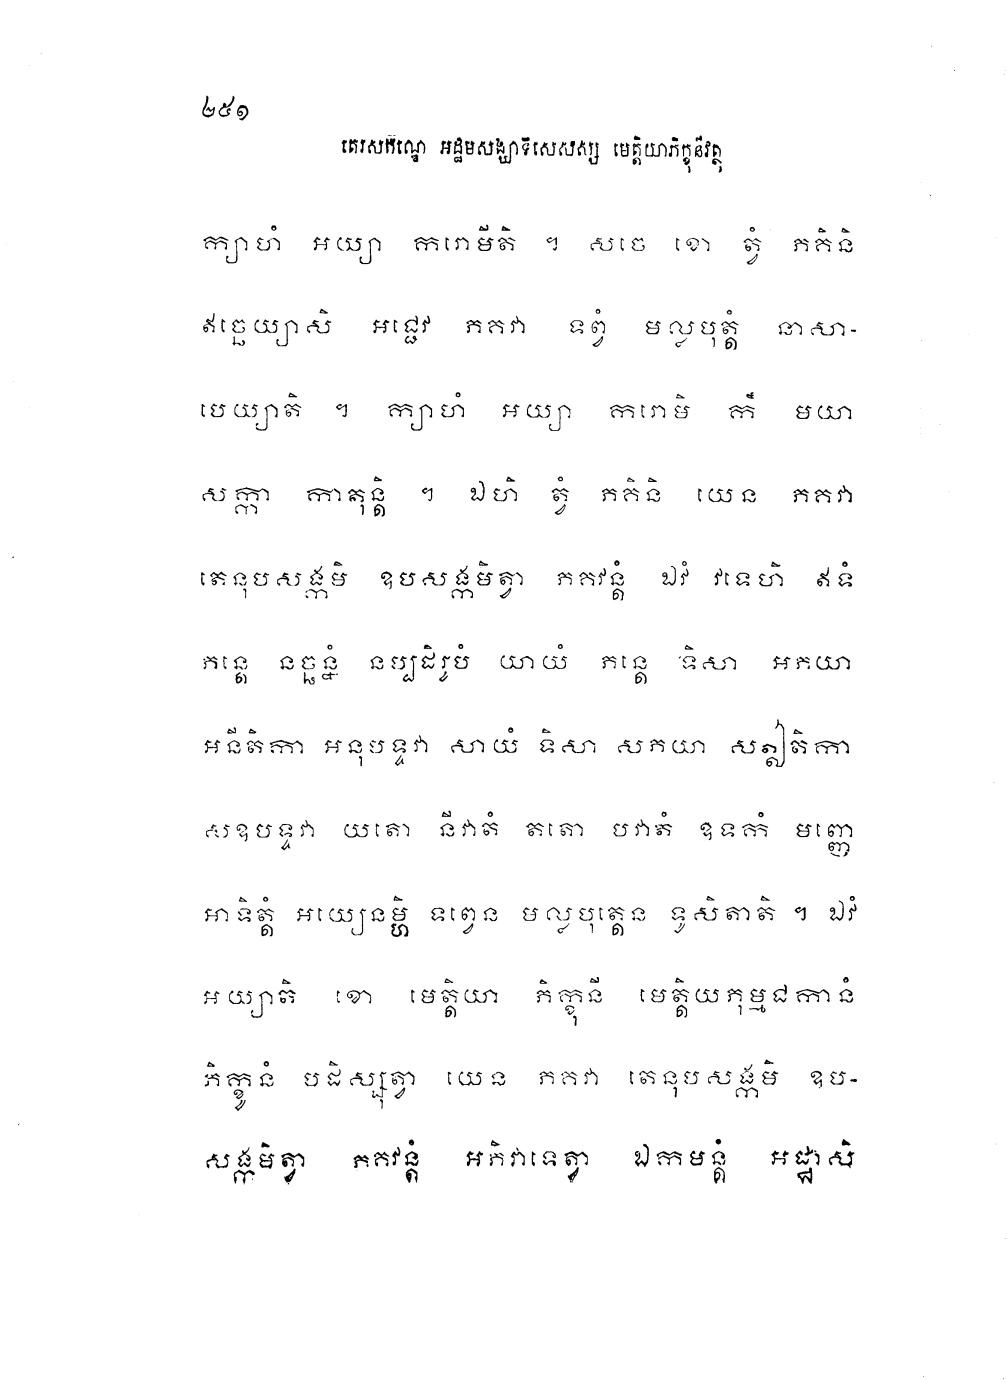 ២៥១
តេរសកណ្ឌេ អដ្ឋមសង្ឃាទិសេសស្ស មេត្តិយាភិក្ខុនីវត្ថុ
ក្យាហំ អយ្យា ករោមីតិ ។ សចេ ខោ ត្វំ ភគិនិ
ឥច្ឆេយ្យាសិ អជ្ជេវ ភគវា ទព្វំ មល្លបុត្តំ នាសា-
បេយ្យាតិ ។ ក្យាហំ អយ្យា ករោមិ កឹ មយា
សក្កា កាតុន្តិ ។ ឯហិ ត្វំ ភគិនិ យេន ភគវា
តេនុបសង្កមិ ឧបសង្កមិត្វា ភគវន្តំ ឯវំ វទេហិ ឥទំ
ភន្តេ នច្ឆន្នំ នប្បដិរូបំ យាយំ ភន្តេ ទិសា អភយា
អនីតិកា អនុបទ្ទវា សាយំ ទិសា សភយា សឦតិកា
សឧបទ្ទវា យតោ និវាតំ តតោ បវាតំ ឧទកំ មញ្ញេ
អាទិត្តំ អយ្យេនម្ហិ ទព្វេន មល្លបុត្តេន ទូសិតាតិ ។ ឯវំ
អយ្យាតិ ខោ មេត្តិយា ភិក្ខុនី មេត្តិយភុម្មជកានំ
ភិក្ខូនំ បដិស្សុត្វា យេន ភគវា តេនុបសង្កមិ ឧប-
សង្កមិត្វា ភគវន្តំ អភិវាទេត្វា ឯកមន្តំ អដ្ឋាសិ